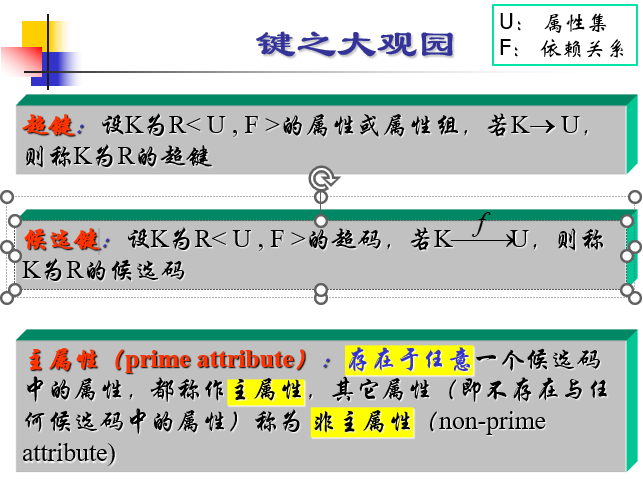 键之大观园
U: 属性集
F: 依赖关系
超键：设K为R< U , F >的属性或属性组，若K→ U，
则称K为R的超键
候选键：设K为R< U , F >的超码，若K f→U，则称
K为R的候选码
主属性（prime attribute）：存在于任意一个候选码
中的属性，都称作主属性，其它属性（即不存在与任
何候选码中的属性）称为 非主属性（non-prime
attribute)